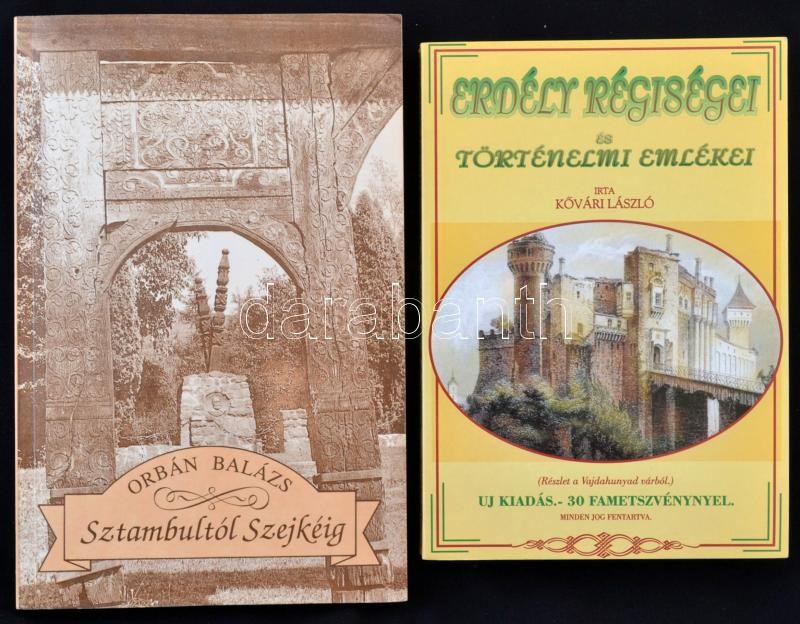 ORBÁN BALÁZS
Sztambultól Szejkéig
ERDÉLY RÉGISÉGEI
ÉS
TÖRTÉNELMI EMLÉKEI
IRTA
KŐVÁRI LÁSZLÓ
(Részlet a Vajdahunyad várból.)
UJ KIADÁS.- 30 FAMETSZVÉNYNYEL.
MINDEN JOG FENTARTVA.
darabanth